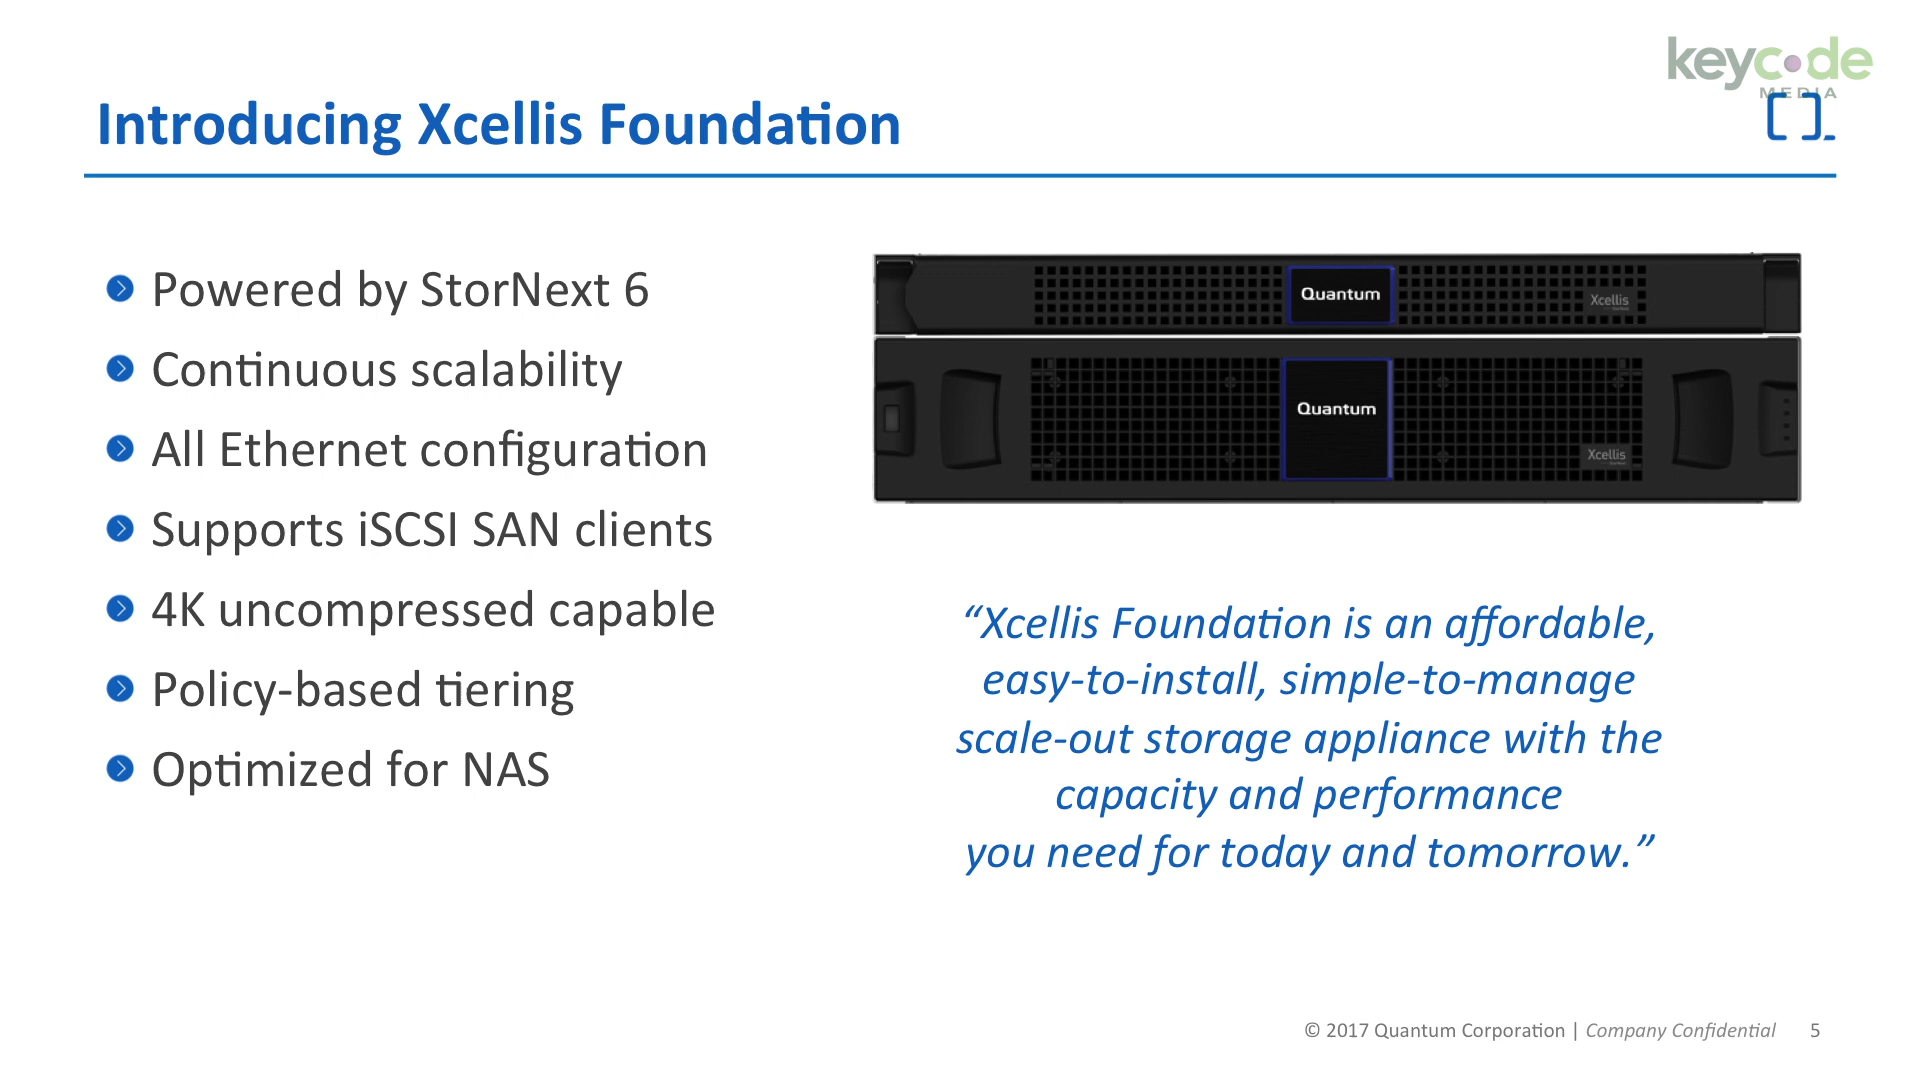 keycode
MEDIA
Introducing Xcellis Foundation
Powered by StorNext 6
Continuous scalability
All Ethernet configuration
Supports iSCSI SAN clients
4K uncompressed capable
Policy-based tiering
Optimized for NAS
Quantum
Xcellis
Quantum
Xcellis
“Xcellis Foundation is an affordable,
easy-to-install, simple-to-manage
scale-out storage appliance with the
capacity and performance
you need for today and tomorrow.”
© 2017 Quantum Corporation | Company Confidential 5